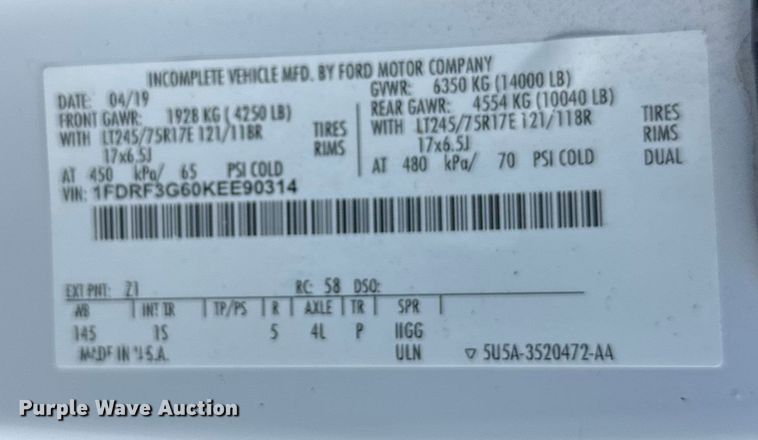 INCOMPLETE VEHICLE MFD. BY FORD MOTOR COMPANY
DATE: 04/19 GVWR: 6350 KG (14000 LB)
FRONT GAWR: 1928 KG ( 4250 LB) REAR GAWR: 4554 KG (10040 LB)
WITH LT245/75R17E 121/118R TIRES WITH LT245/75R17E 121/118R TIRES
17x6.5J RIMS 17x6.5J RIMS
AT 450 kPa/ 65 PSI COLD AT 480 kPa/ 70 PSI COLD DUAL
VIN: 1FDRF3G60KEE90314
EXT PNT: Z1 RC: 58 DSO:
WB INT TR TP/PS R AXLE TR SPR
145 1S 5 4L P IIGG
MADE IN U.S.A. ULN ▽ 5U5A-3520472-AA
Purple Wave Auction